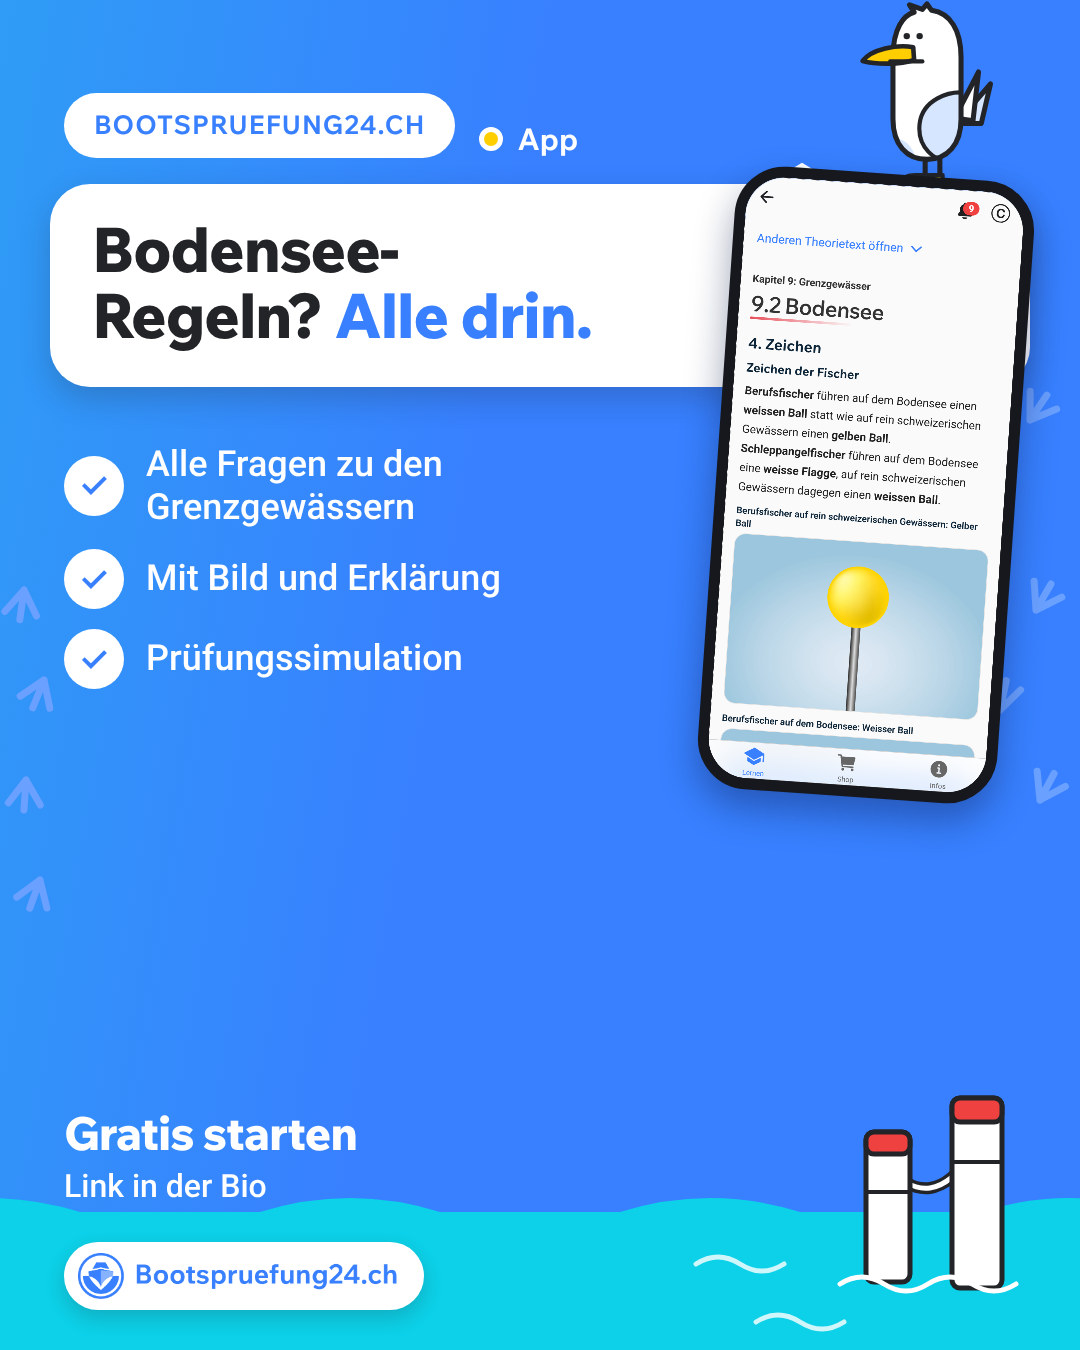 BOOTSPRUEFUNG24.CH
App
Bodensee-
Regeln? Alle drin.
Alle Fragen zu den
Grenzgewässern
Mit Bild und Erklärung
Prüfungssimulation
9
C
Anderen Theorietext öffnen
Kapitel 9: Grenzgewässer
9.2 Bodensee
4. Zeichen
Zeichen der Fischer
Berufsfischer führen auf dem Bodensee einen
weissen Ball statt wie auf rein schweizerischen
Gewässern einen gelben Ball.
Schleppangelfischer führen auf dem Bodensee
eine weisse Flagge, auf rein schweizerischen
Gewässern dagegen einen weissen Ball.
Berufsfischer auf rein schweizerischen Gewässern: Gelber
Ball
Berufsfischer auf dem Bodensee: Weisser Ball
Lernen
Shop
Infos
Gratis starten
Link in der Bio
Bootspruefung24.ch